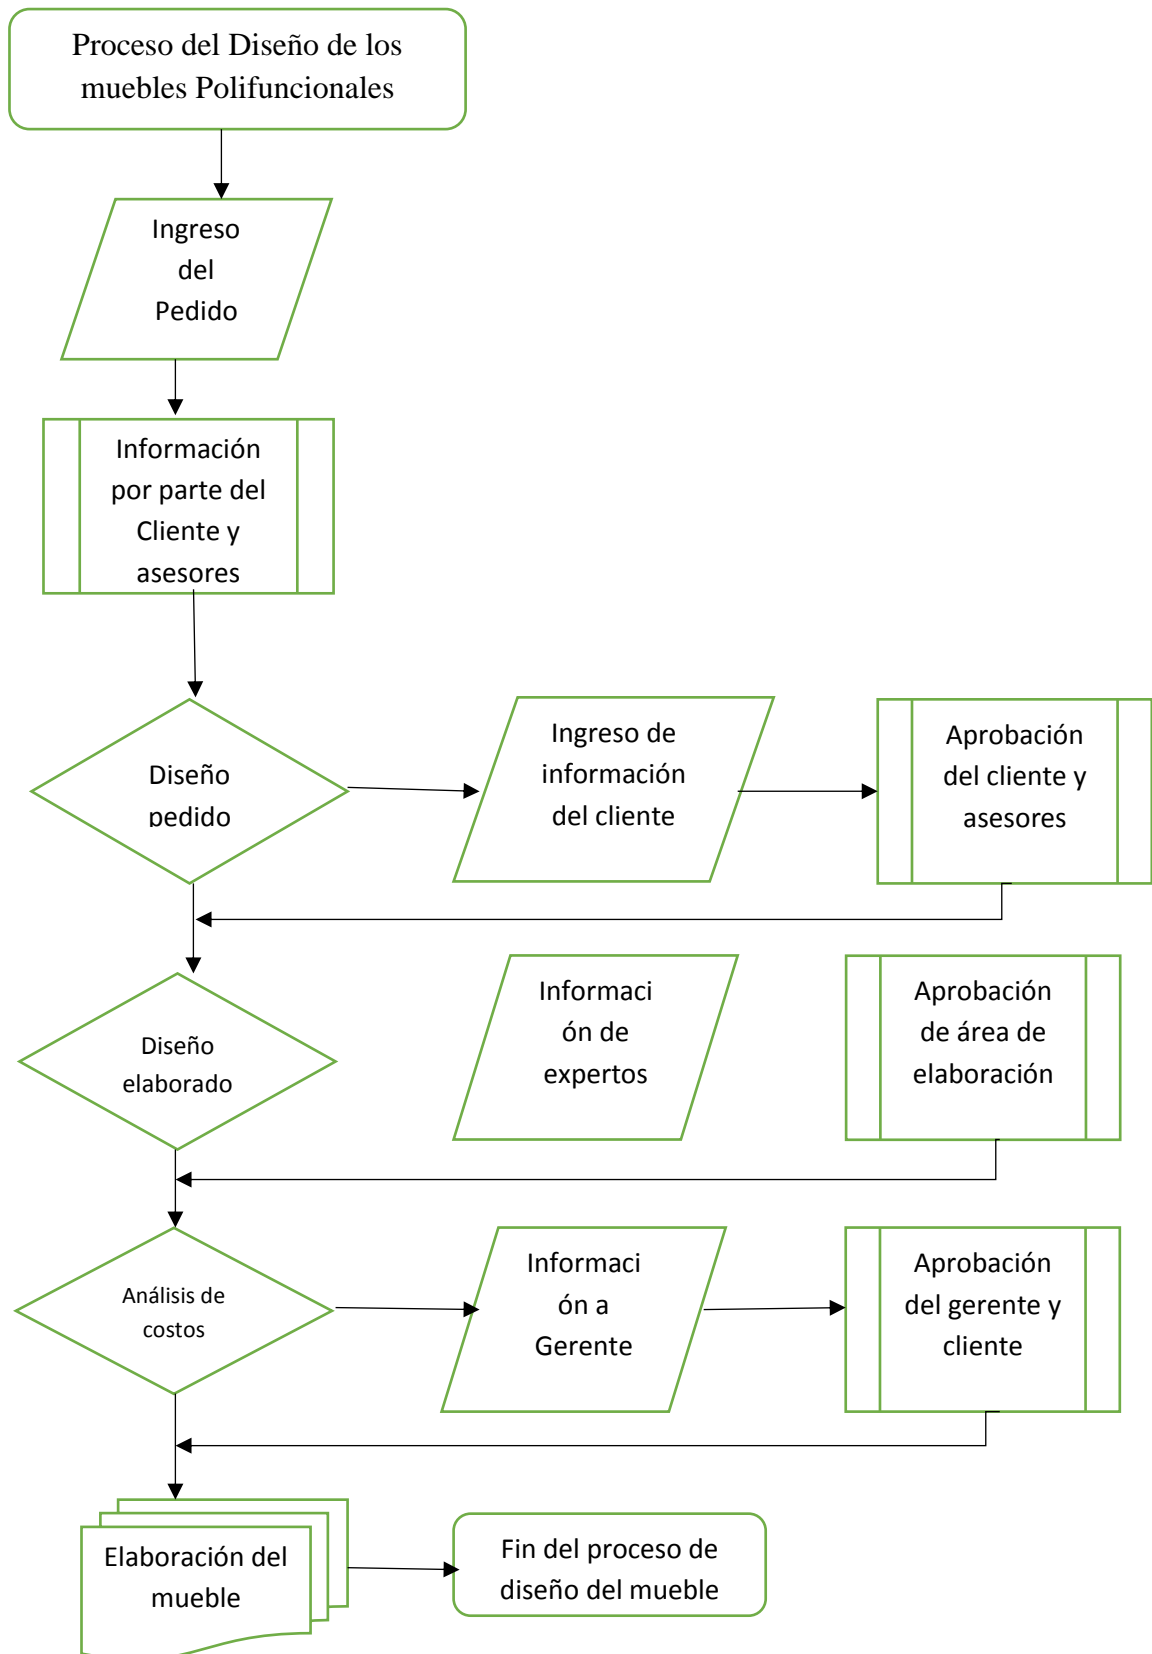 Proceso del Diseño de los
muebles Polifuncionales
Ingreso
del
Pedido
Información
por parte del
Cliente y
asesores
Diseño
pedido
Ingreso de
información
del cliente
Aprobación
del cliente y
asesores
Diseño
elaborado
Informaci
ón de
expertos
Aprobación
de área de
elaboración
Análisis de
costos
Informaci
ón a
Gerente
Aprobación
del gerente y
cliente
Elaboración del
mueble
Fin del proceso de
diseño del mueble